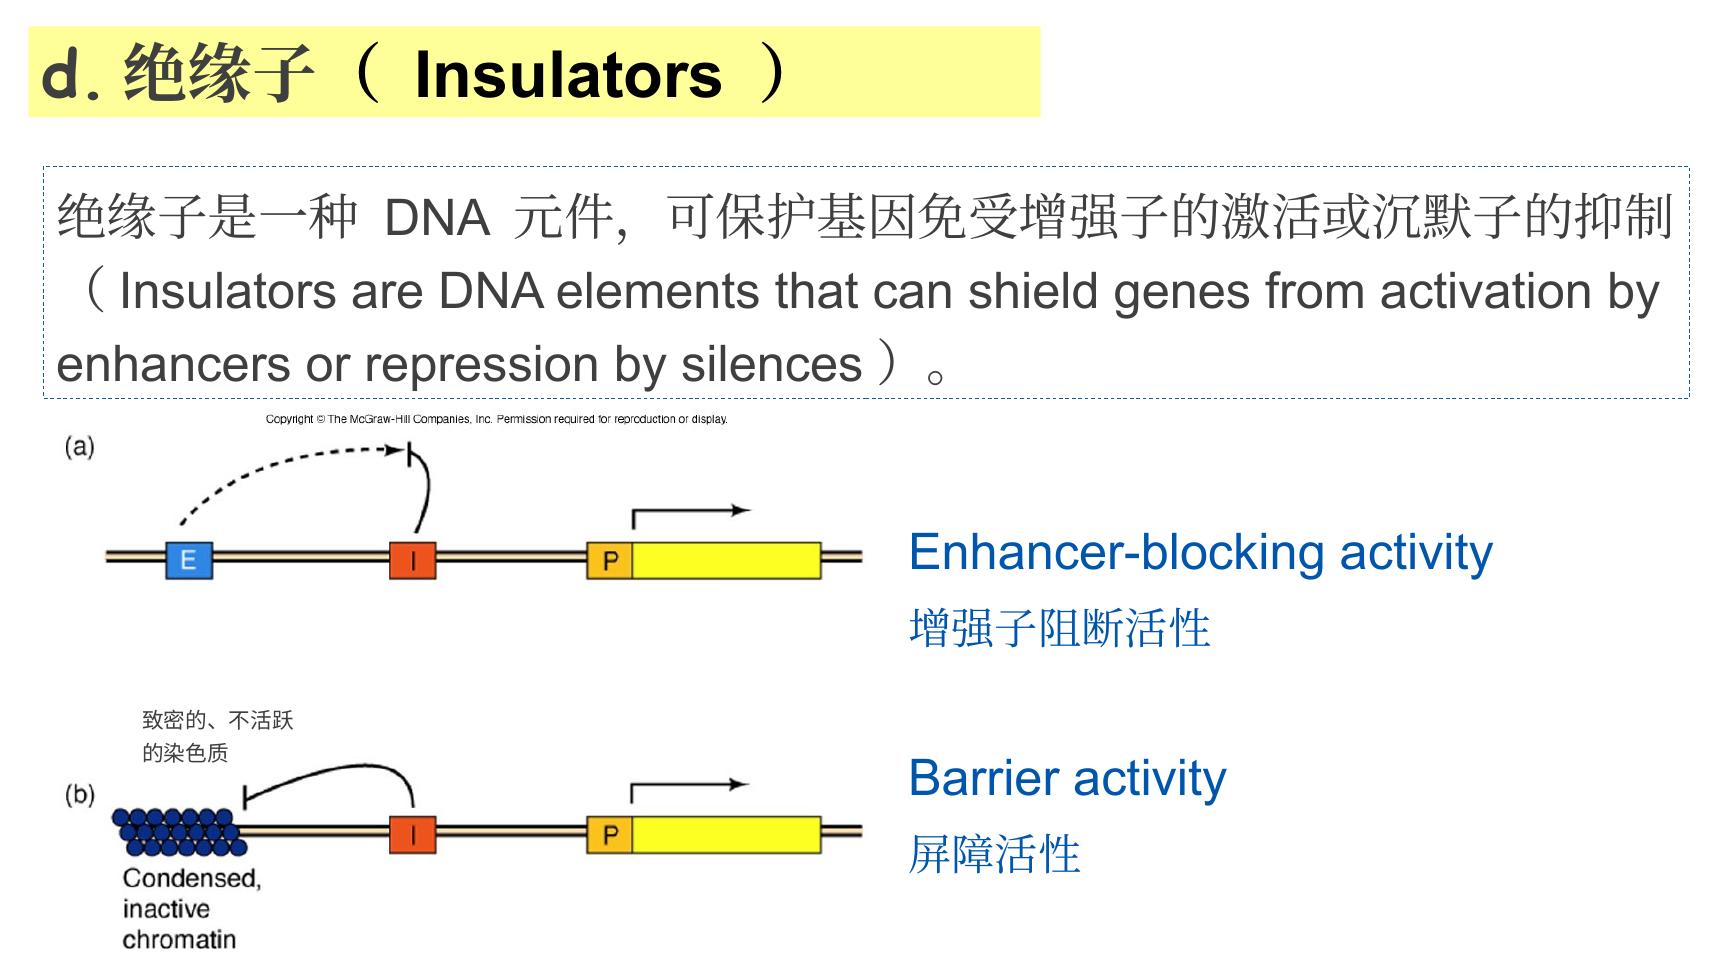 d. 绝缘子（ Insulators ）
绝缘子是一种 DNA 元件，可保护基因免受增强子的激活或沉默子的抑制
（ Insulators are DNA elements that can shield genes from activation by
enhancers or repression by silences ）。
Copyright © The McGraw-Hill Companies, Inc. Permission required for reproduction or display.
(a)
E I P
Enhancer-blocking activity
增强子阻断活性
致密的、不活跃
的染色质
(b)
I P
Barrier activity
屏障活性
Condensed,
inactive
chromatin